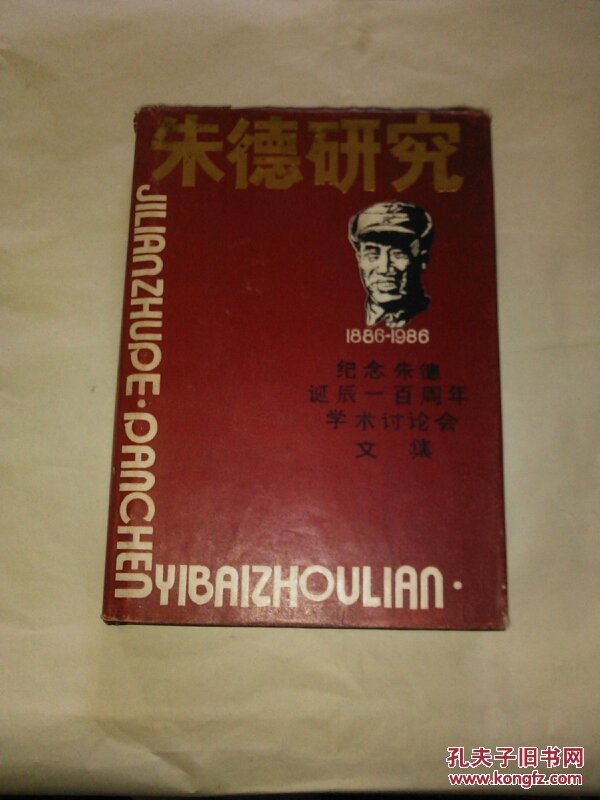 朱德研究
JILIANZHUDE·DANCHEN
1886-1986
纪念朱德
诞辰一百周年
学术讨论会
文集
YIBAIZHOULIAN·
孔夫子旧书网
www.kongfz.com